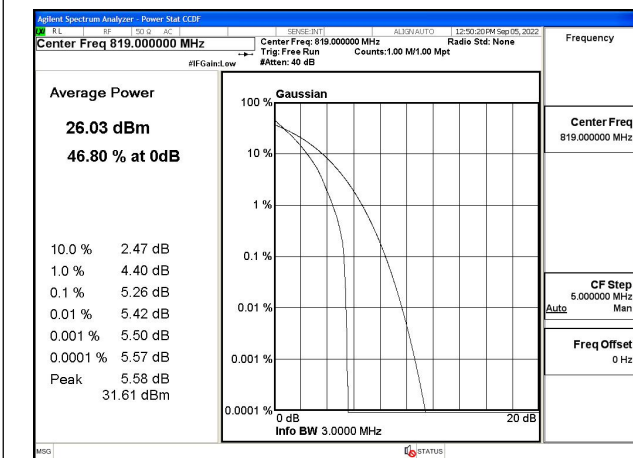 Agilent Spectrum Analyzer - Power Stat CCDF
RL RF 50 Ω AC SENSE:INT ALIGN AUTO 12:50:20 PM Sep 05, 2022
Center Freq 819.000000 MHz
Center Freq: 819.000000 MHz Radio Std: None
Trig: Free Run Counts:1.00 M/1.00 Mpt
#IFGain:Low #Atten: 40 dB
Frequency
Average Power
26.03 dBm
46.80 % at 0dB
10.0 % 2.47 dB
1.0 % 4.40 dB
0.1 % 5.26 dB
0.01 % 5.42 dB
0.001 % 5.50 dB
0.0001 % 5.57 dB
Peak 5.58 dB
31.61 dBm
Gaussian
100 %
10 %
1 %
0.1 %
0.01 %
0.001 %
0.0001 %
0 dB 20 dB
Info BW 3.0000 MHz
Center Freq
819.000000 MHz
CF Step
5.000000 MHz
Auto Man
Freq Offset
0 Hz
MSG STATUS